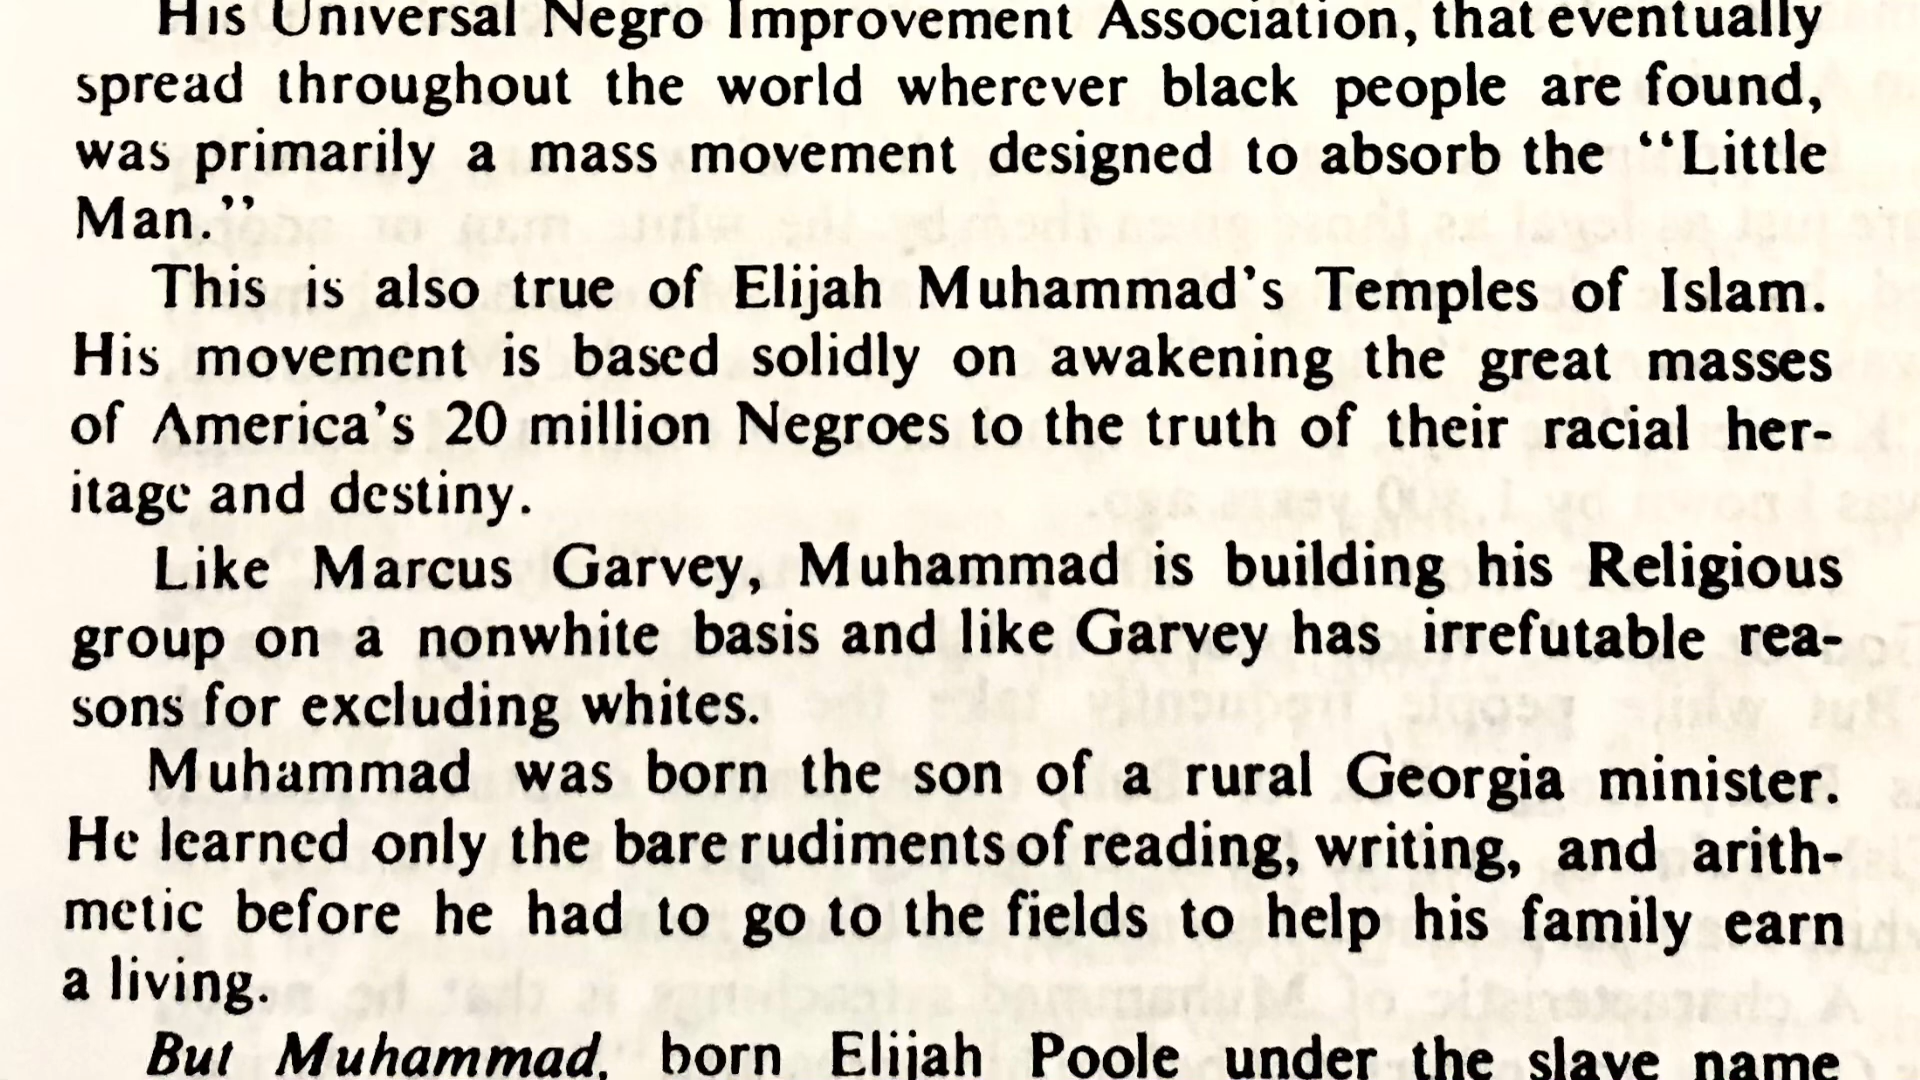 His Universal Negro Improvement Association, that eventually
spread throughout the world wherever black people are found,
was primarily a mass movement designed to absorb the “Little
Man.”
This is also true of Elijah Muhammad’s Temples of Islam.
His movement is based solidly on awakening the great masses
of America’s 20 million Negroes to the truth of their racial her-
itage and destiny.
Like Marcus Garvey, Muhammad is building his Religious
group on a nonwhite basis and like Garvey has irrefutable rea-
sons for excluding whites.
Muhammad was born the son of a rural Georgia minister.
He learned only the bare rudiments of reading, writing, and arith-
metic before he had to go to the fields to help his family earn
a living.
But Muhammad, born Elijah Poole under the slave name